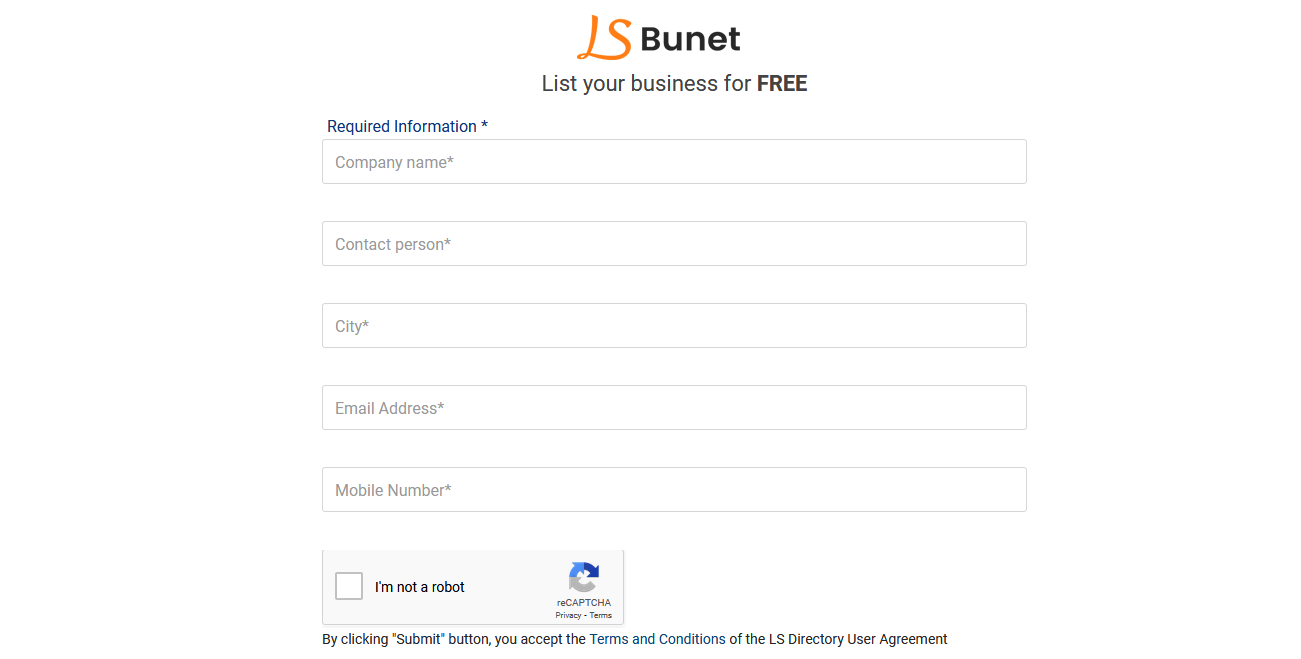 LS Bunet
List your business for FREE
Required Information *
Company name*
Contact person*
City*
Email Address*
Mobile Number*
I'm not a robot
reCAPTCHA
Privacy - Terms
By clicking "Submit" button, you accept the Terms and Conditions of the LS Directory User Agreement